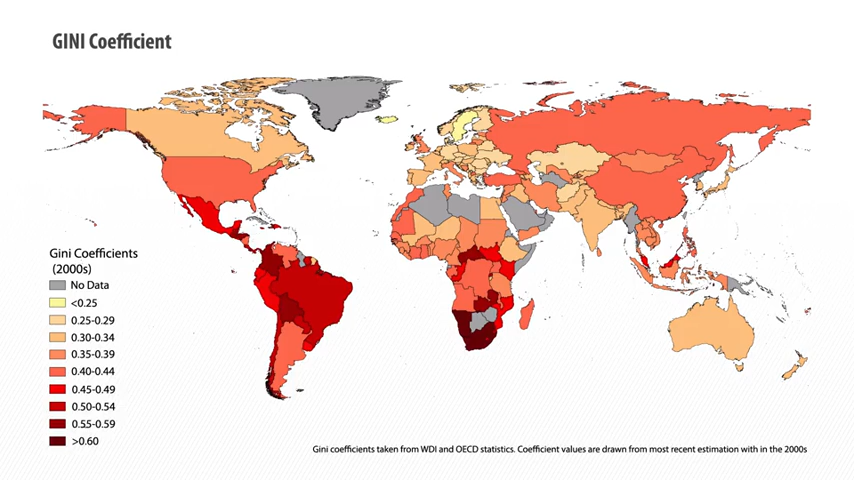 GINI Coefficient
Gini Coefficients
(2000s)
No Data
<0.25
0.25-0.29
0.30-0.34
0.35-0.39
0.40-0.44
0.45-0.49
0.50-0.54
0.55-0.59
>0.60
Gini coefficients taken from WDI and OECD statistics. Coefficient values are drawn from most recent estimation with in the 2000s